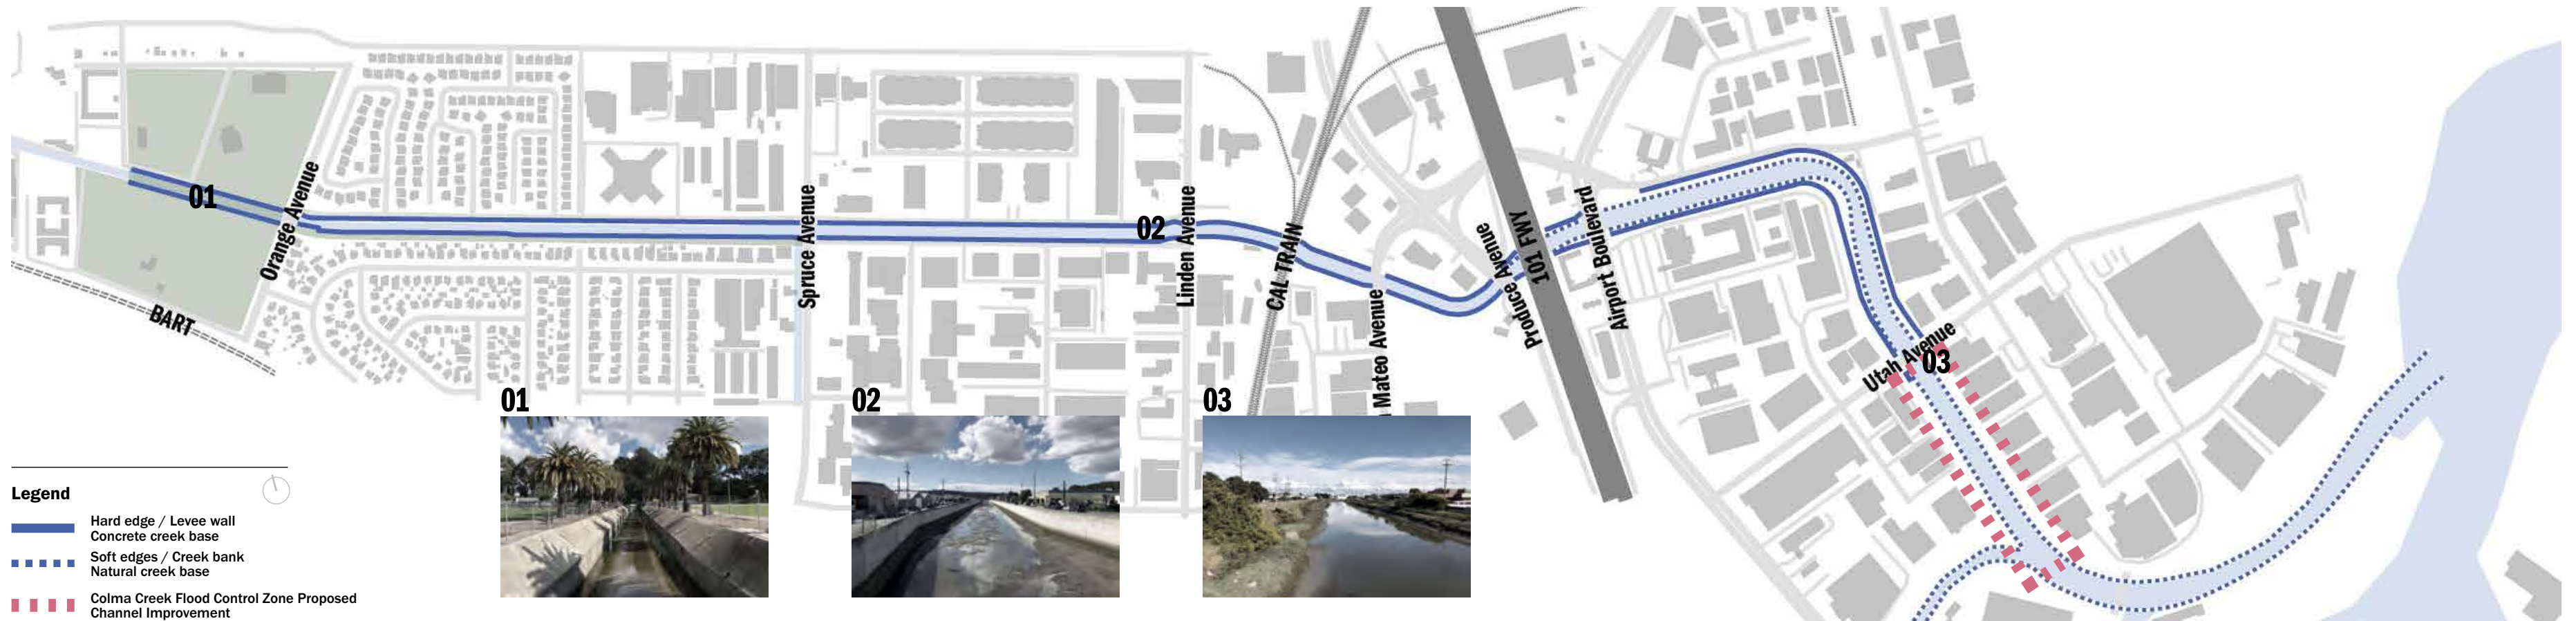 01
Orange Avenue
BART
Spruce Avenue
02
Linden Avenue
CALTRAIN
Mateo Avenue
Produce Avenue
101 FWY
Airport Boulevard
Utah Avenue
03
01
02
03
Legend
Hard edge / Levee wall
Concrete creek base
Soft edges / Creek bank
Natural creek base
Colma Creek Flood Control Zone Proposed
Channel Improvement